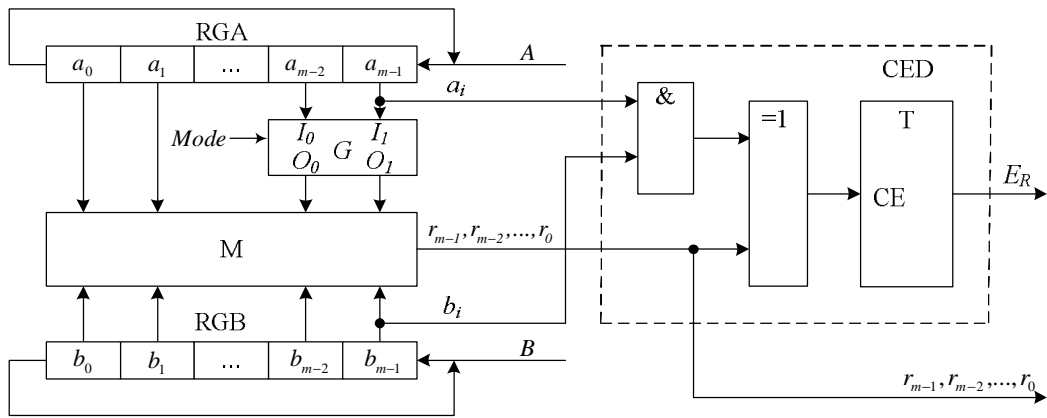 RGA
a₀ a₁ ... aₘ₋₂ aₘ₋₁
A
aᵢ
Mode
I₀ I₁
G
O₀ O₁
M
rₘ₋₁, rₘ₋₂, ..., r₀
bᵢ
RGB
b₀ b₁ ... bₘ₋₂ bₘ₋₁
B
CED
&
=1
T
CE
E_R
rₘ₋₁, rₘ₋₂, ..., r₀